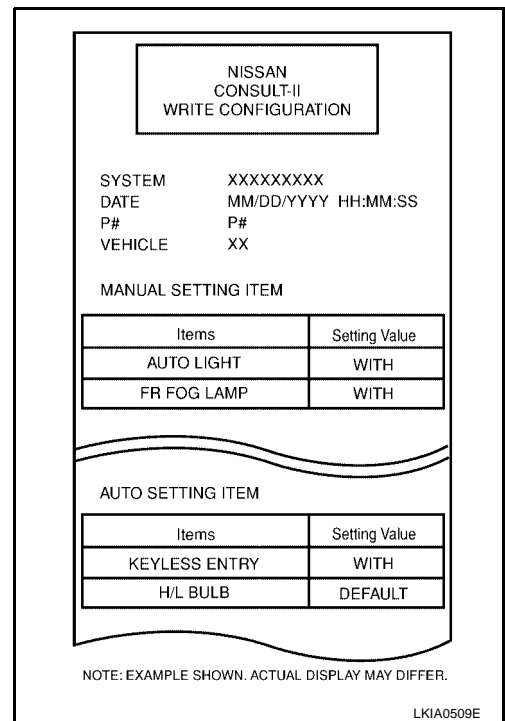 NISSAN
CONSULT-II
WRITE CONFIGURATION
SYSTEM XXXXXXXXX
DATE MM/DD/YYYY HH:MM:SS
P# P#
VEHICLE XX
MANUAL SETTING ITEM
Items Setting Value
AUTO LIGHT WITH
FR FOG LAMP WITH
AUTO SETTING ITEM
Items Setting Value
KEYLESS ENTRY WITH
H/L BULB DEFAULT
NOTE: EXAMPLE SHOWN. ACTUAL DISPLAY MAY DIFFER.
LKIA0509E